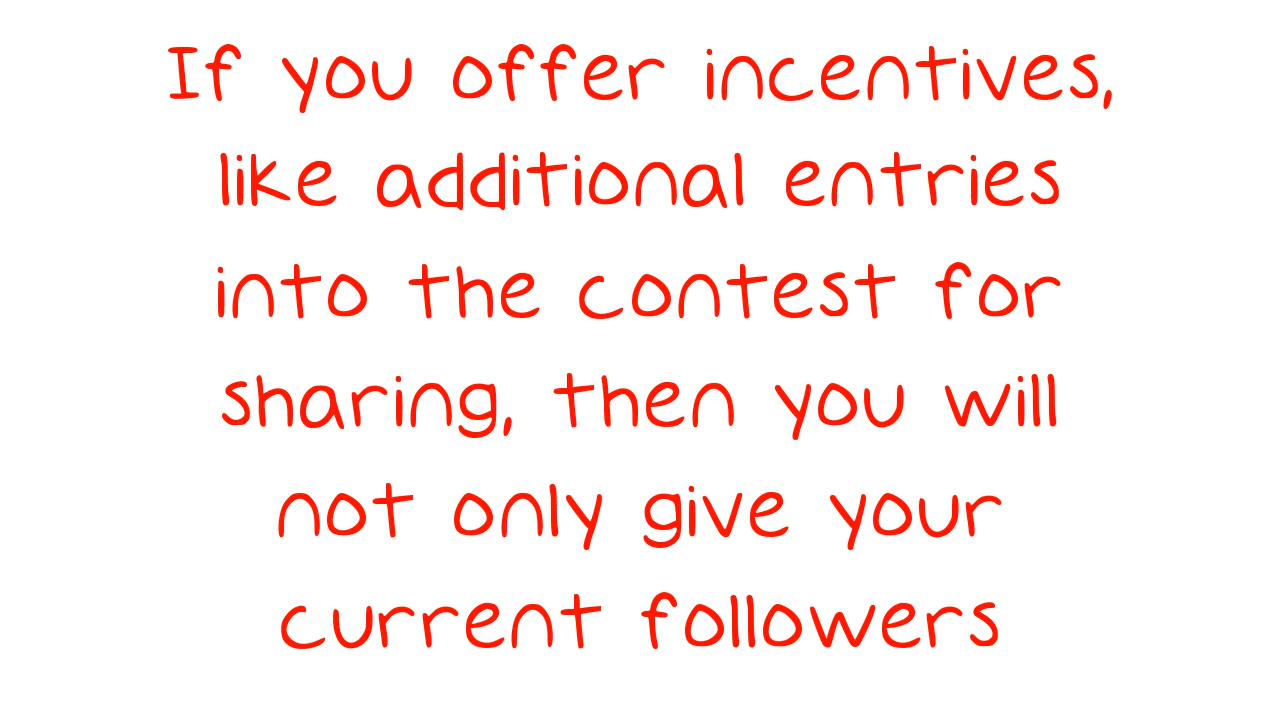 If you offer incentives,
like additional entries
into the contest for
sharing, then you will
not only give your
current followers